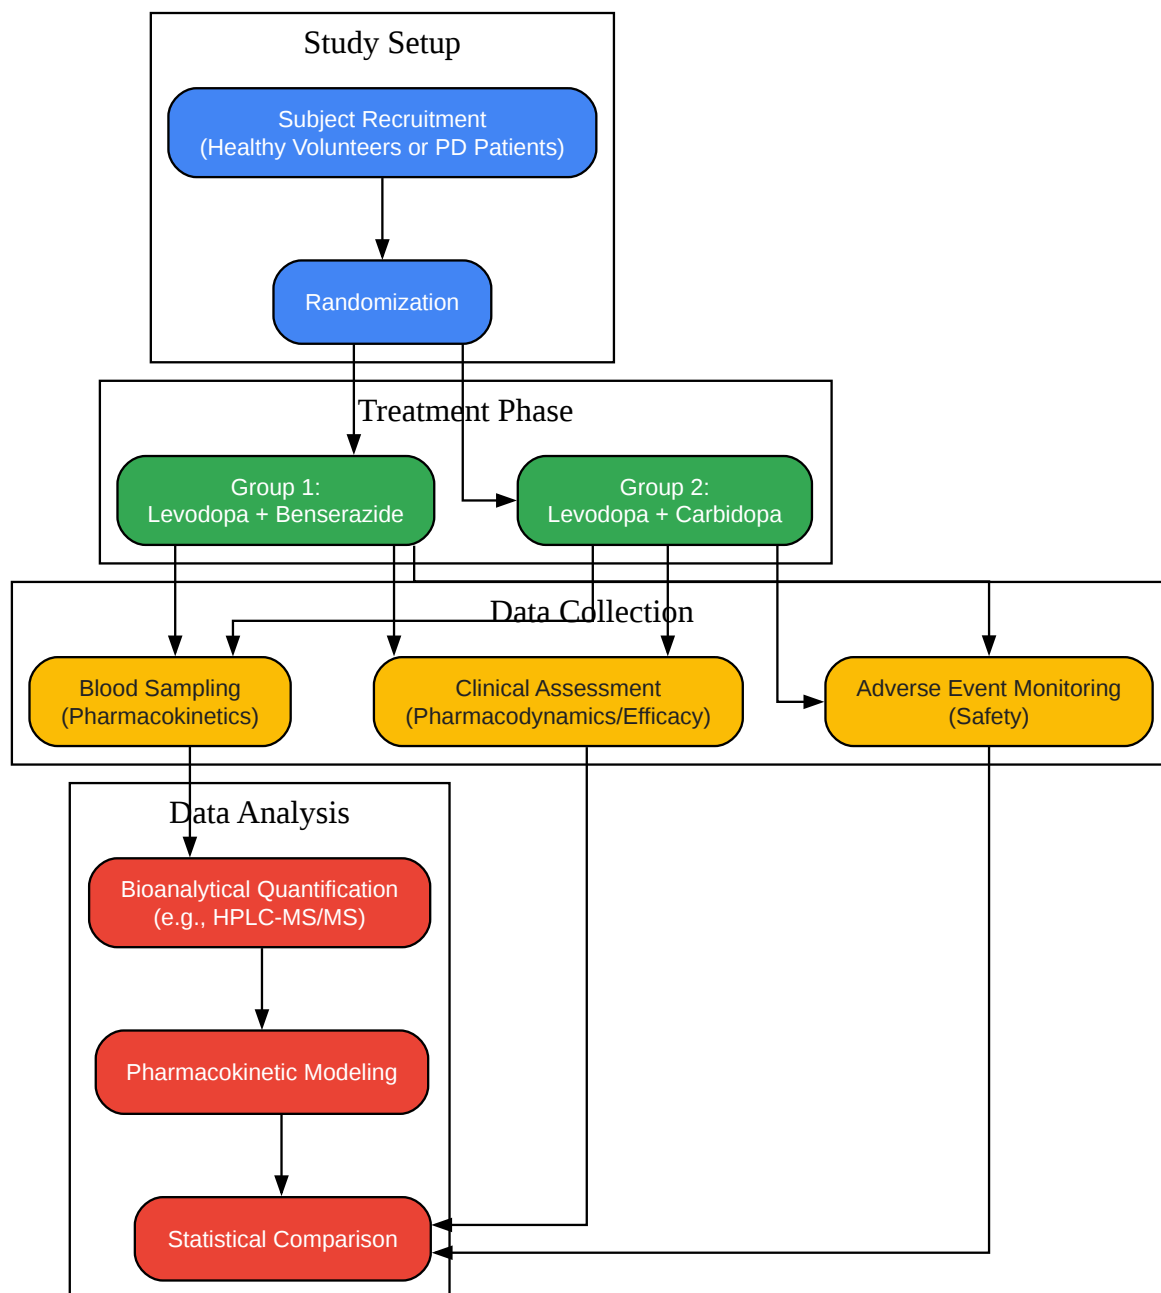 Study Setup
Subject Recruitment
(Healthy Volunteers or PD Patients)
Randomization
Treatment Phase
Group 1:
Levodopa + Benserazide
Group 2:
Levodopa + Carbidopa
Data Collection
Blood Sampling
(Pharmacokinetics)
Clinical Assessment
(Pharmacodynamics/Efficacy)
Adverse Event Monitoring
(Safety)
Data Analysis
Bioanalytical Quantification
(e.g., HPLC-MS/MS)
Pharmacokinetic Modeling
Statistical Comparison